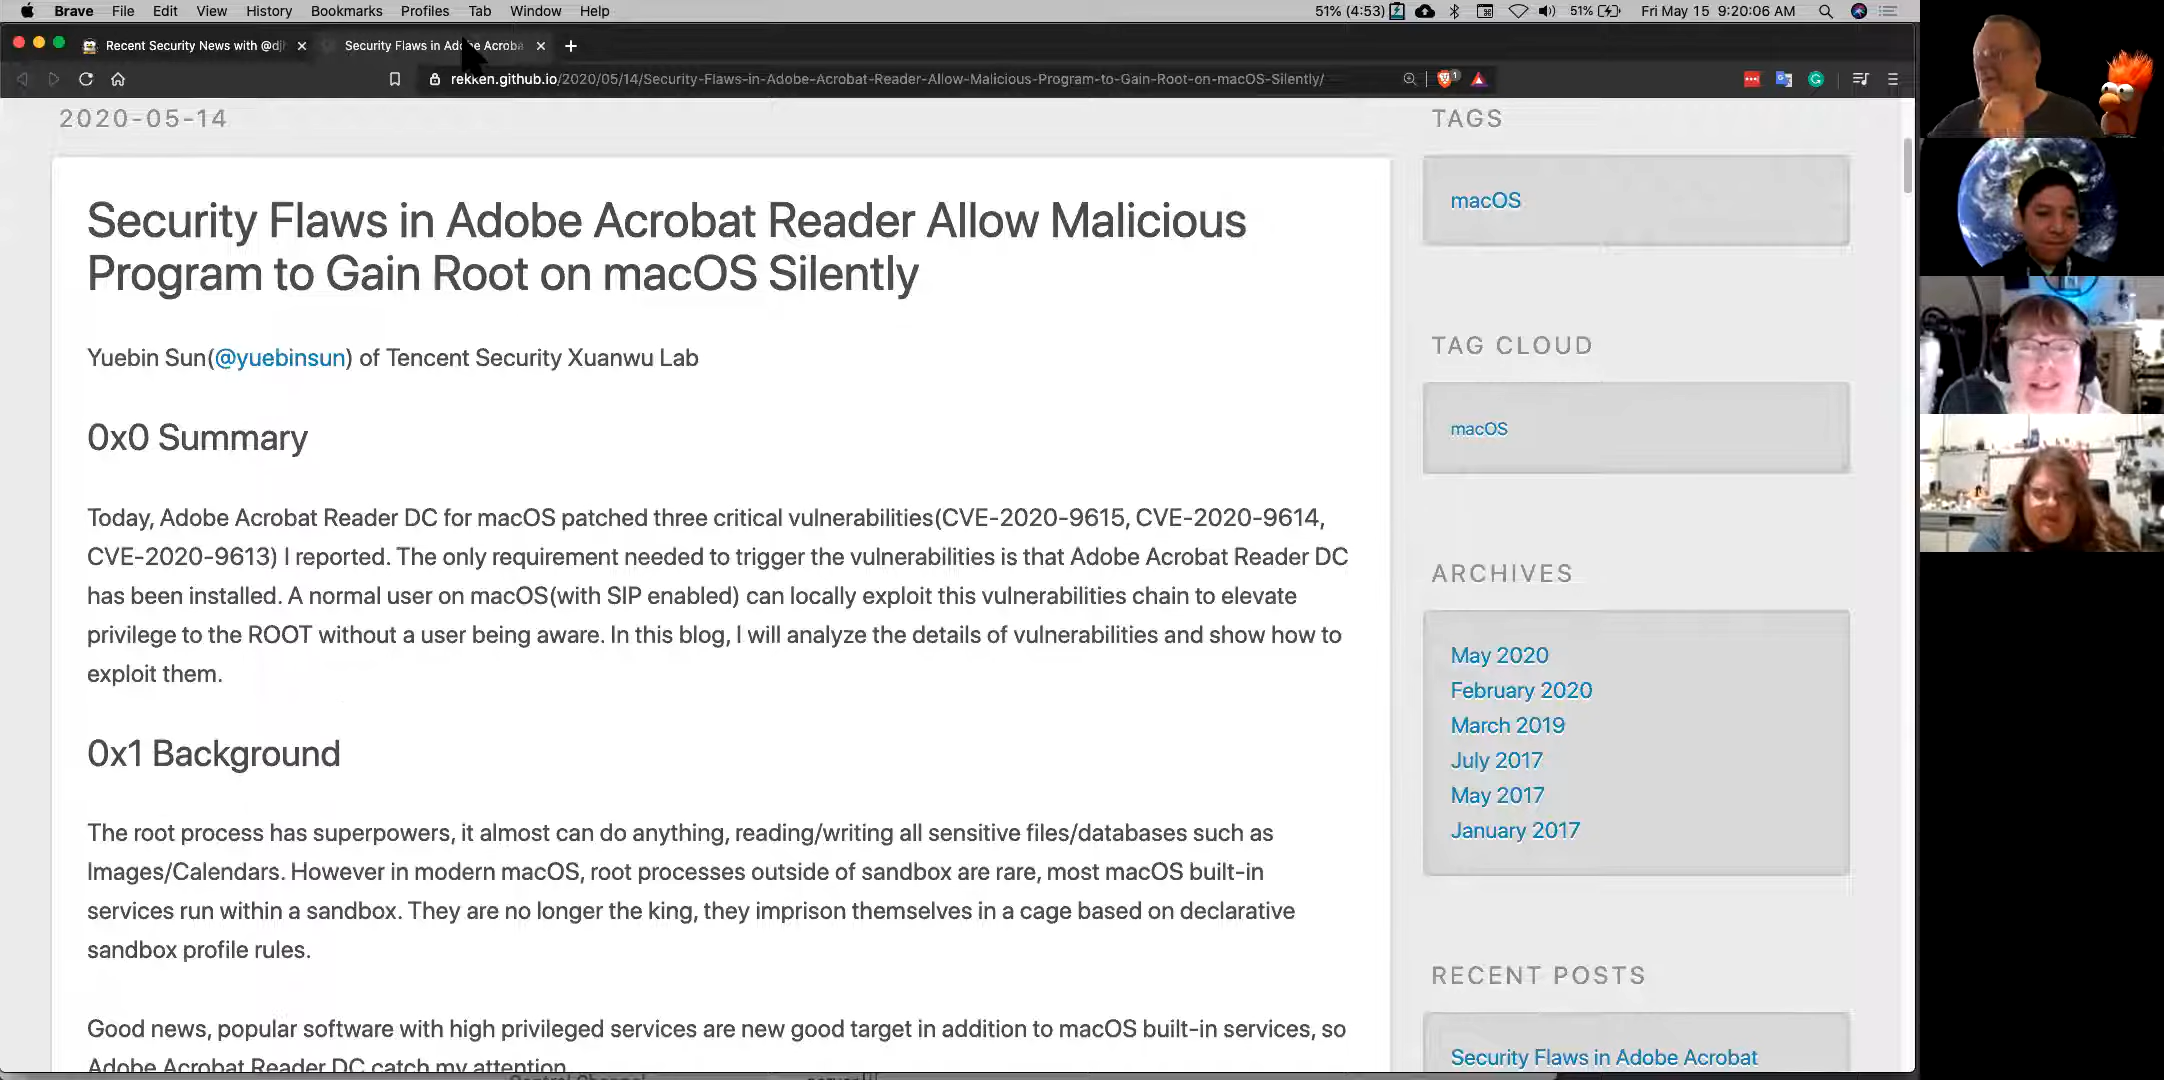 Brave File Edit View History Bookmarks Profiles Tab Window Help 51% (4:53) 51% Fri May 15 9:20:06 AM
Recent Security News with @djl Security Flaws in Adobe Acroba
rekken.github.io/2020/05/14/Security-Flaws-in-Adobe-Acrobat-Reader-Allow-Malicious-Program-to-Gain-Root-on-macOS-Silently/
2020-05-14
Security Flaws in Adobe Acrobat Reader Allow Malicious
Program to Gain Root on macOS Silently
Yuebin Sun(@yuebinsun) of Tencent Security Xuanwu Lab
0x0 Summary
Today, Adobe Acrobat Reader DC for macOS patched three critical vulnerabilities(CVE-2020-9615, CVE-2020-9614,
CVE-2020-9613) I reported. The only requirement needed to trigger the vulnerabilities is that Adobe Acrobat Reader DC
has been installed. A normal user on macOS(with SIP enabled) can locally exploit this vulnerabilities chain to elevate
privilege to the ROOT without a user being aware. In this blog, I will analyze the details of vulnerabilities and show how to
exploit them.
0x1 Background
The root process has superpowers, it almost can do anything, reading/writing all sensitive files/databases such as
Images/Calendars. However in modern macOS, root processes outside of sandbox are rare, most macOS built-in
services run within a sandbox. They are no longer the king, they imprison themselves in a cage based on declarative
sandbox profile rules.
Good news, popular software with high privileged services are new good target in addition to macOS built-in services, so
Adobe Acrobat Reader DC catch my attention.
TAGS
macOS
TAG CLOUD
macOS
ARCHIVES
May 2020
February 2020
March 2019
July 2017
May 2017
January 2017
RECENT POSTS
Security Flaws in Adobe Acrobat